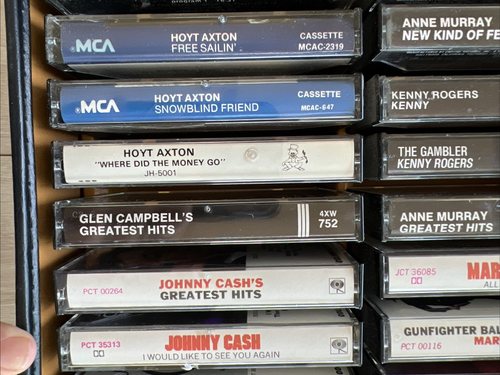 MCA
HOYT AXTON
FREE SAILIN'
CASSETTE
MCAC-2319
MCA
HOYT AXTON
SNOWBLIND FRIEND
CASSETTE
MCAC-647
HOYT AXTON
"WHERE DID THE MONEY GO"
JH-5001
GLEN CAMPBELL'S
GREATEST HITS
4XW
752
PCT 00264
JOHNNY CASH'S
GREATEST HITS
PCT 35313
JOHNNY CASH
I WOULD LIKE TO SEE YOU AGAIN
ANNE MURRAY
NEW KIND OF FE
KENNY ROGERS
KENNY
THE GAMBLER
KENNY ROGERS
ANNE MURRAY
GREATEST HITS
JCT 36085
MAR
ALL
GUNFIGHTER BAL
MAR
PCT 00116